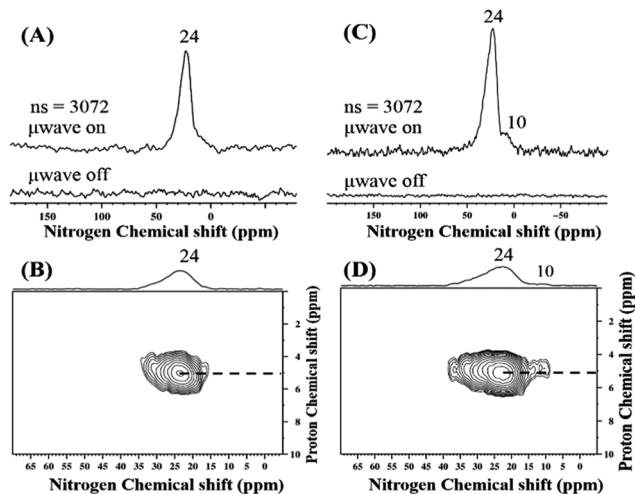 (A)
24
ns = 3072
μwave on
μwave off
150 100 50 0
Nitrogen Chemical shift (ppm)
(C)
24
ns = 3072
μwave on
10
μwave off
150 100 50 0 -50
Nitrogen Chemical shift (ppm)
(B)
24
2
4
6
8
10
Proton Chemical shift (ppm)
65 60 55 50 45 40 35 30 25 20 15 10 5 0
Nitrogen Chemical shift (ppm)
(D)
24
10
2
4
6
8
10
Proton Chemical shift (ppm)
65 60 55 50 45 40 35 30 25 20 15 10 5 0
Nitrogen Chemical shift (ppm)